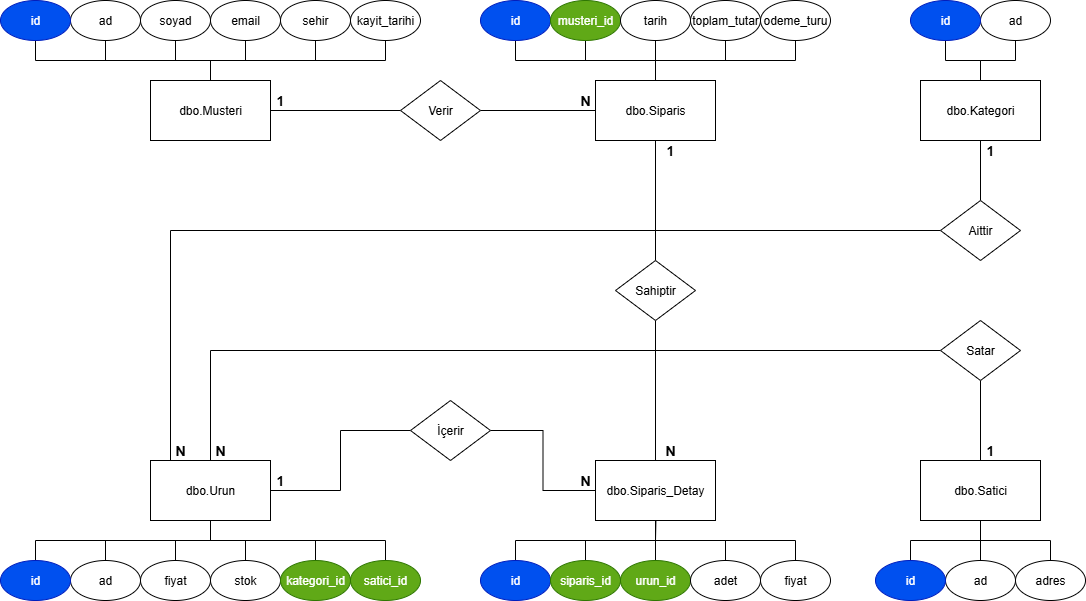 id ad soyad email sehir kayit_tarihi id musteri_id tarih toplam_tutar odeme_turu id ad
dbo.Musteri 1 Verir N dbo.Siparis dbo.Kategori
1 1
Aittir
Sahiptir
Satar
İçerir
N N N 1
dbo.Urun 1 N dbo.Siparis_Detay dbo.Satici
id ad fiyat stok kategori_id satici_id id siparis_id urun_id adet fiyat id ad adres